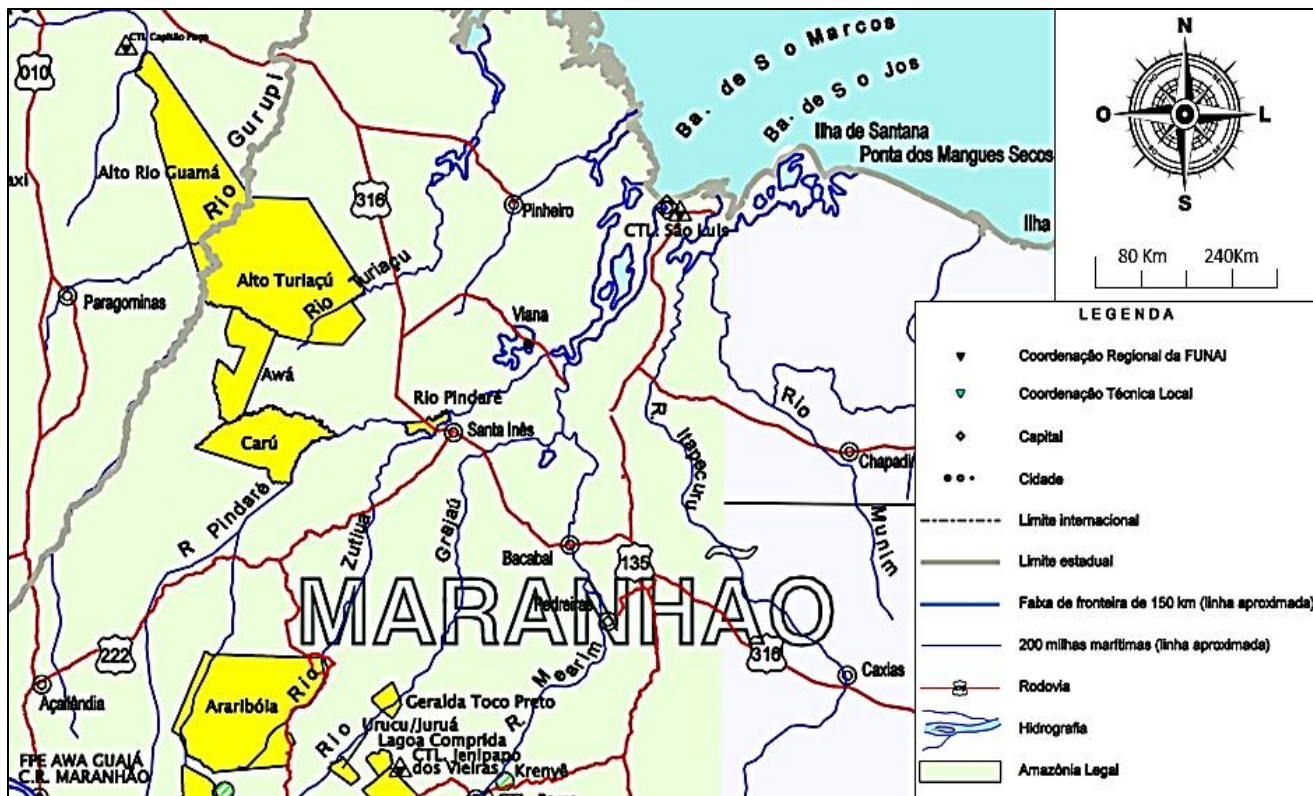 CTL Capitão Poço
010
Gurupi
Rio
Alto Rio Guamá
316
Pinheiro
Ba. de S o Marcos
Ba. de S o Jos
Ilha de Santana
Ponta dos Mangues Secos
Ilha
CTL. São Luis
Alto Turiaçú
Rio Turiaçu
Paragominas
Viana
Awá
Rio Pindaré
Santa Inês
Carú
R Pindaré
Zutiua
Grajaú
R. Itapecuru
Rio
Munim
Chapadi
Bacabal
135
MARANHAO
Pedreiras
316
222
Mearim
R.
Caxias
Açailândia
Araribóia
Rio
Geralda Toco Preto
Rio
Urucu/Juruá
Lagoa Comprida
CTL. Jenipapo
dos Vieiras
Krenyê
FPE AWA GUAJÁ
C.R. MARANHÃO
N
O
L
S
80 Km
240Km
LEGENDA
Coordenação Regional da FUNAI
Coordenação Técnica Local
Capital
Cidade
Limite internacional
Limite estadual
Faixa de fronteira de 150 km (linha aproximada)
200 milhas marítimas (linha aproximada)
Rodovia
Hidrografia
Amazônia Legal